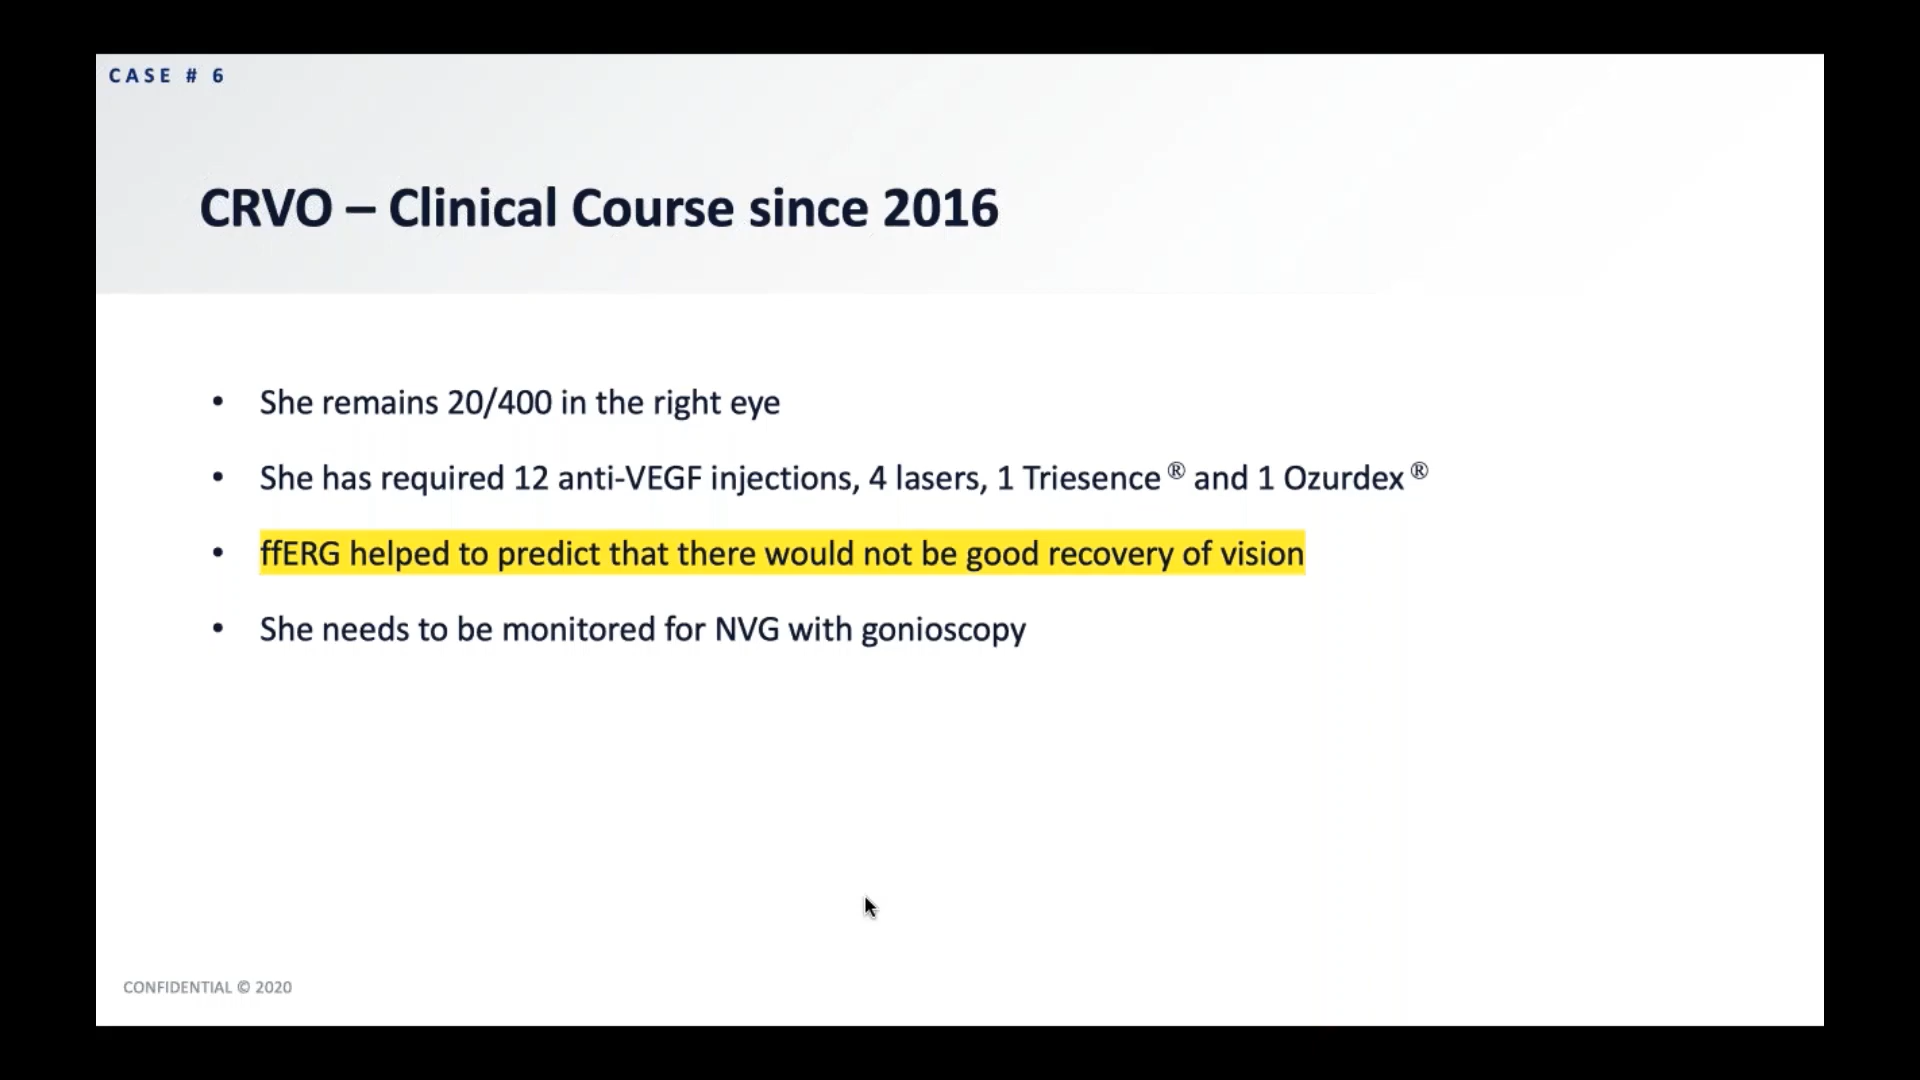 CASE # 6
CRVO – Clinical Course since 2016
• She remains 20/400 in the right eye
• She has required 12 anti-VEGF injections, 4 lasers, 1 Triesence ® and 1 Ozurdex ®
• ffERG helped to predict that there would not be good recovery of vision
• She needs to be monitored for NVG with gonioscopy
CONFIDENTIAL © 2020